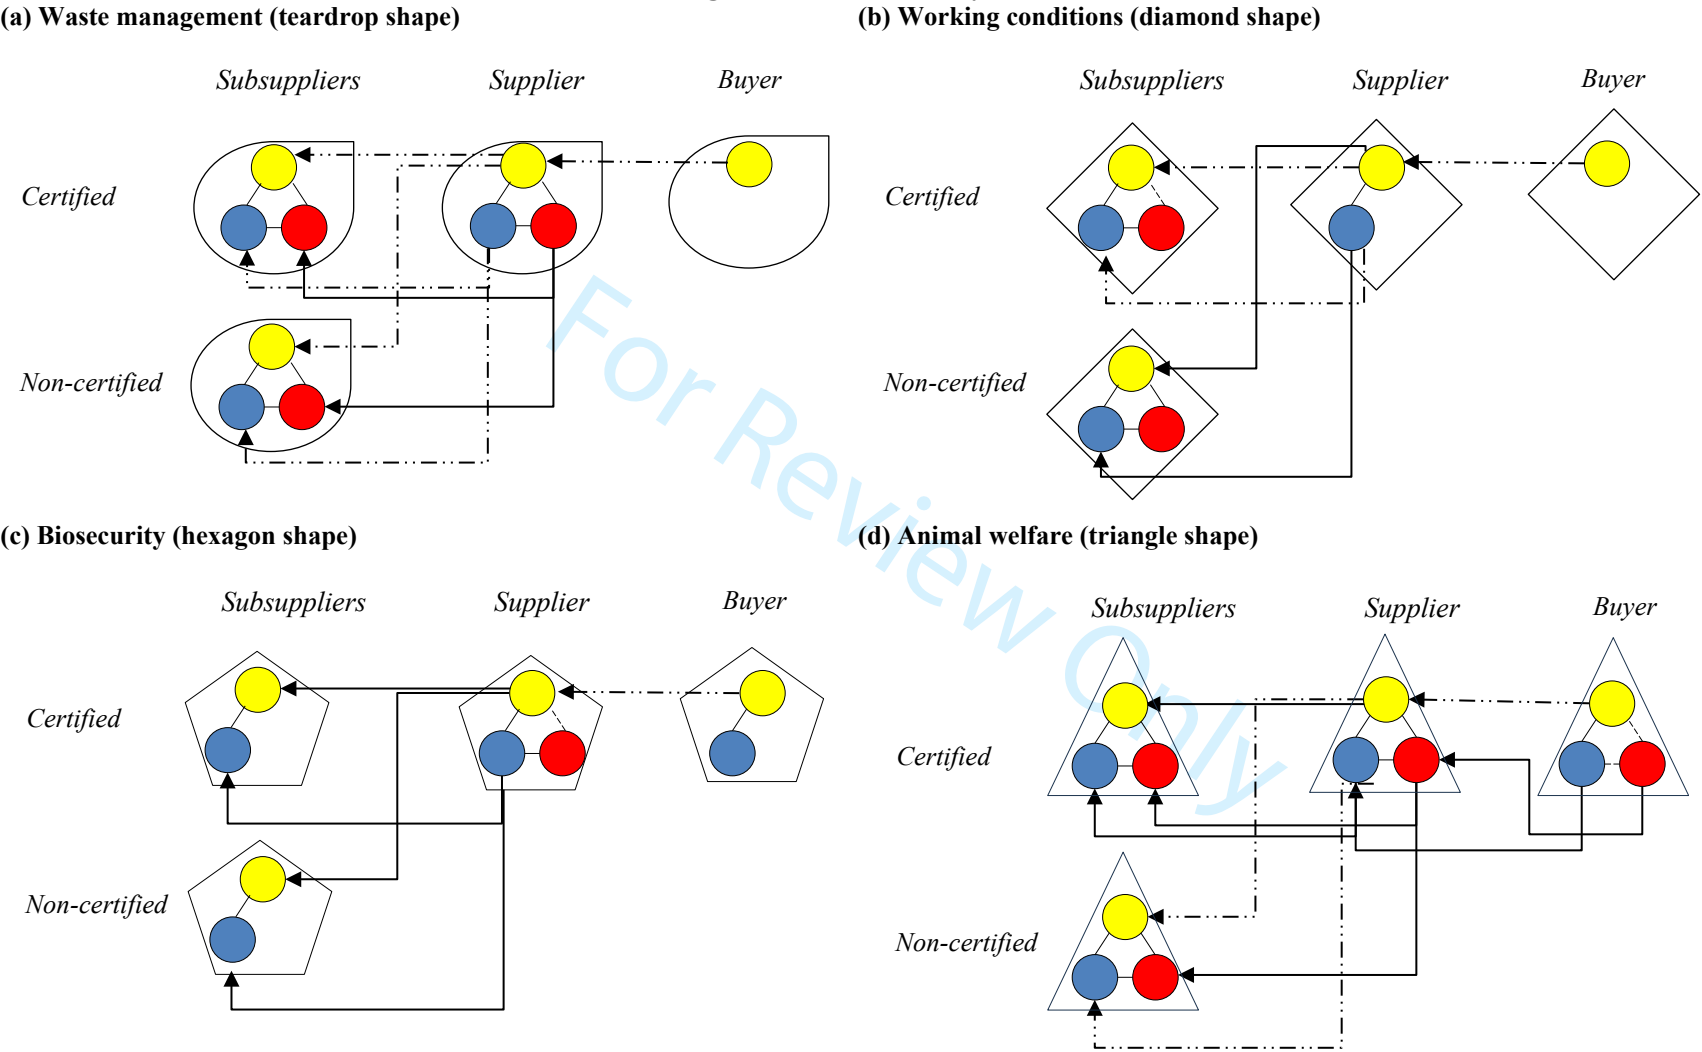 (a) Waste management (teardrop shape)
(b) Working conditions (diamond shape)
Subsuppliers Supplier Buyer
Subsuppliers Supplier Buyer
Certified
Certified
Non-certified
Non-certified
(c) Biosecurity (hexagon shape)
(d) Animal welfare (triangle shape)
Subsuppliers Supplier Buyer
Subsuppliers Supplier Buyer
Certified
Certified
Non-certified
Non-certified
For Review Only